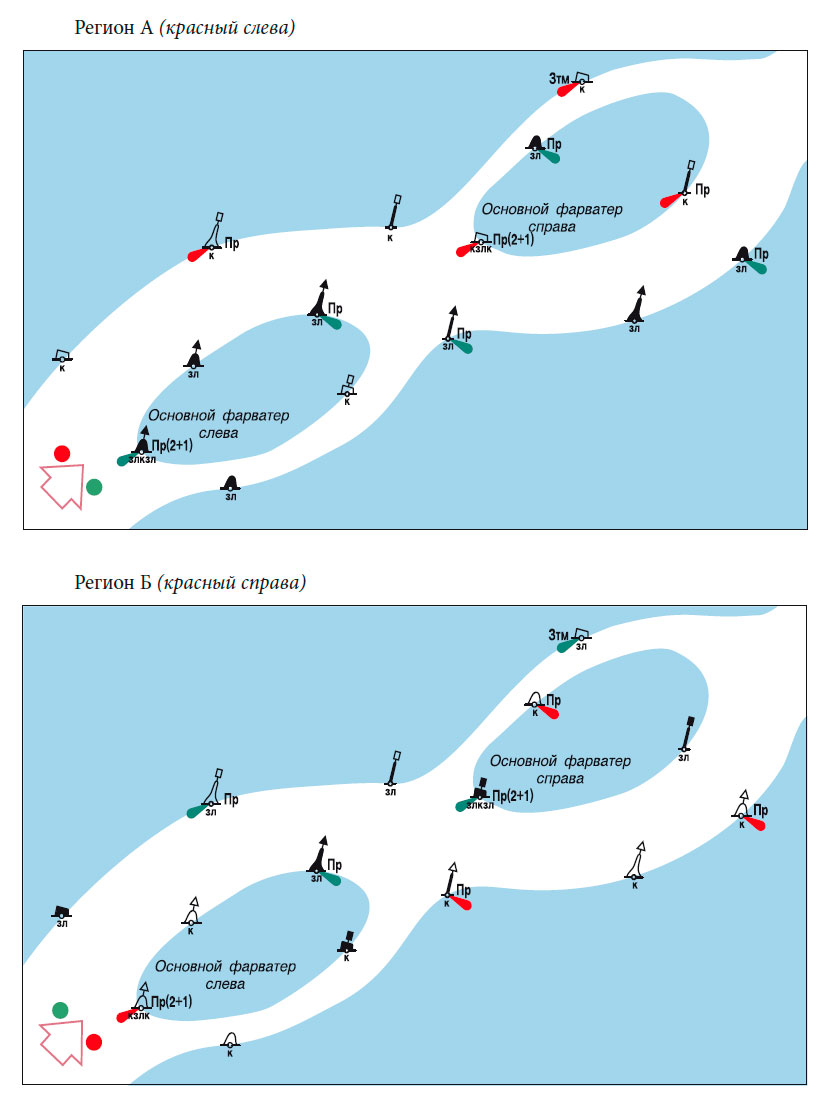 Регион А (красный слева)
Зтм
к
Пр
зл
Пр
к
Основной фарватер
справа
к
Пр
к
Пр(2+1)
кзлк
Пр
зл
Пр
зл
Пр
зл
зл
к
зл
к
Основной фарватер
слева
Пр(2+1)
злкзл
зл
Регион Б (красный справа)
Зтм
зл
Пр
к
зл
Основной фарватер
справа
зл
Пр
зл
Пр(2+1)
злкзл
Пр
к
Пр
зл
Пр
к
к
зл
к
к
Основной фарватер
слева
Пр(2+1)
кзлк
к